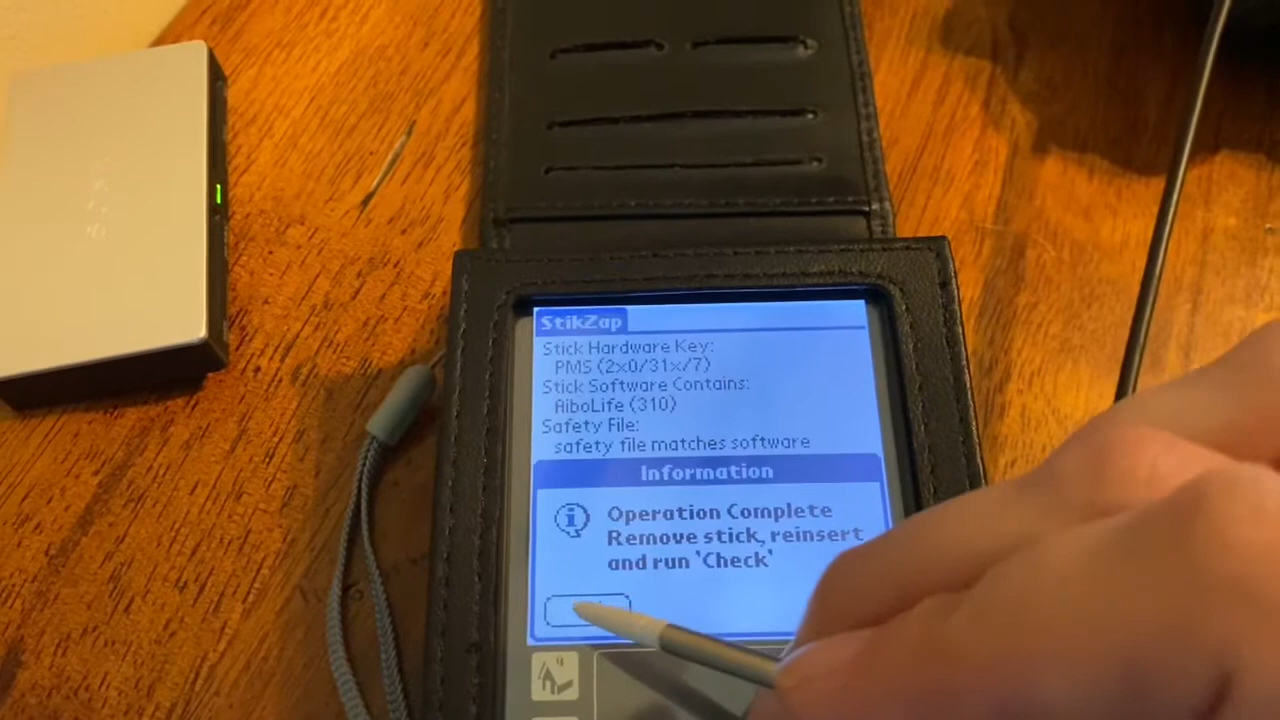 SONY
StikZap
Stick Hardware Key:
PMS (2x0/31x/7)
Stick Software Contains:
AiboLife (310)
Safety File:
safety file matches software
Information
Operation Complete
Remove stick, reinsert
and run 'Check'